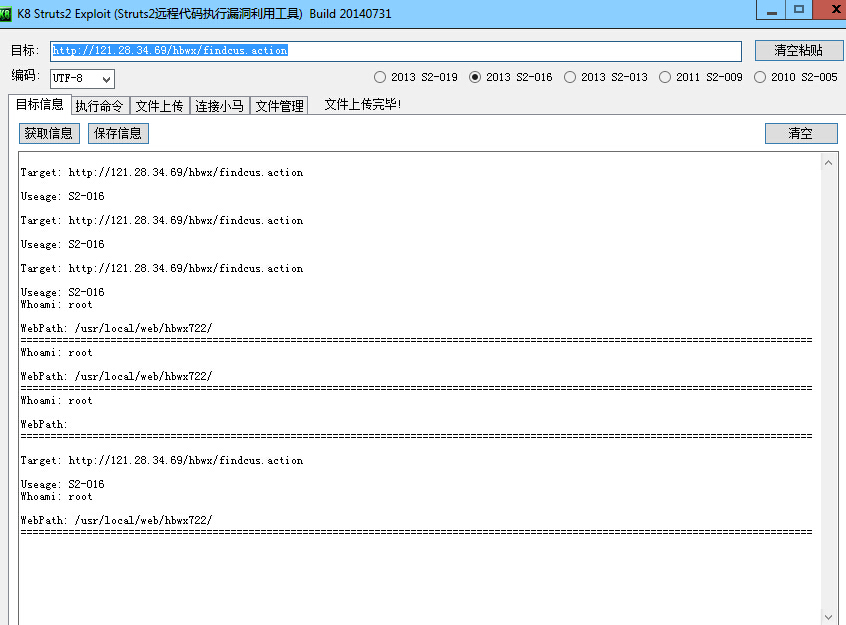 K8 Struts2 Exploit (Struts2远程代码执行漏洞利用工具) Build 20140731
目标: http://121.28.34.69/hbwx/findcus.action 清空粘贴
编码: UTF-8 2013 S2-019 2013 S2-016 2013 S2-013 2011 S2-009 2010 S2-005
目标信息 执行命令 文件上传 连接小马 文件管理 文件上传完毕!
获取信息 保存信息 清空
Target: http://121.28.34.69/hbwx/findcus.action
Useage: S2-016
Target: http://121.28.34.69/hbwx/findcus.action
Useage: S2-016
Target: http://121.28.34.69/hbwx/findcus.action
Useage: S2-016
Whoami: root
WebPath: /usr/local/web/hbwx722/
Whoami: root
WebPath: /usr/local/web/hbwx722/
Whoami: root
WebPath:
Target: http://121.28.34.69/hbwx/findcus.action
Useage: S2-016
Whoami: root
WebPath: /usr/local/web/hbwx722/